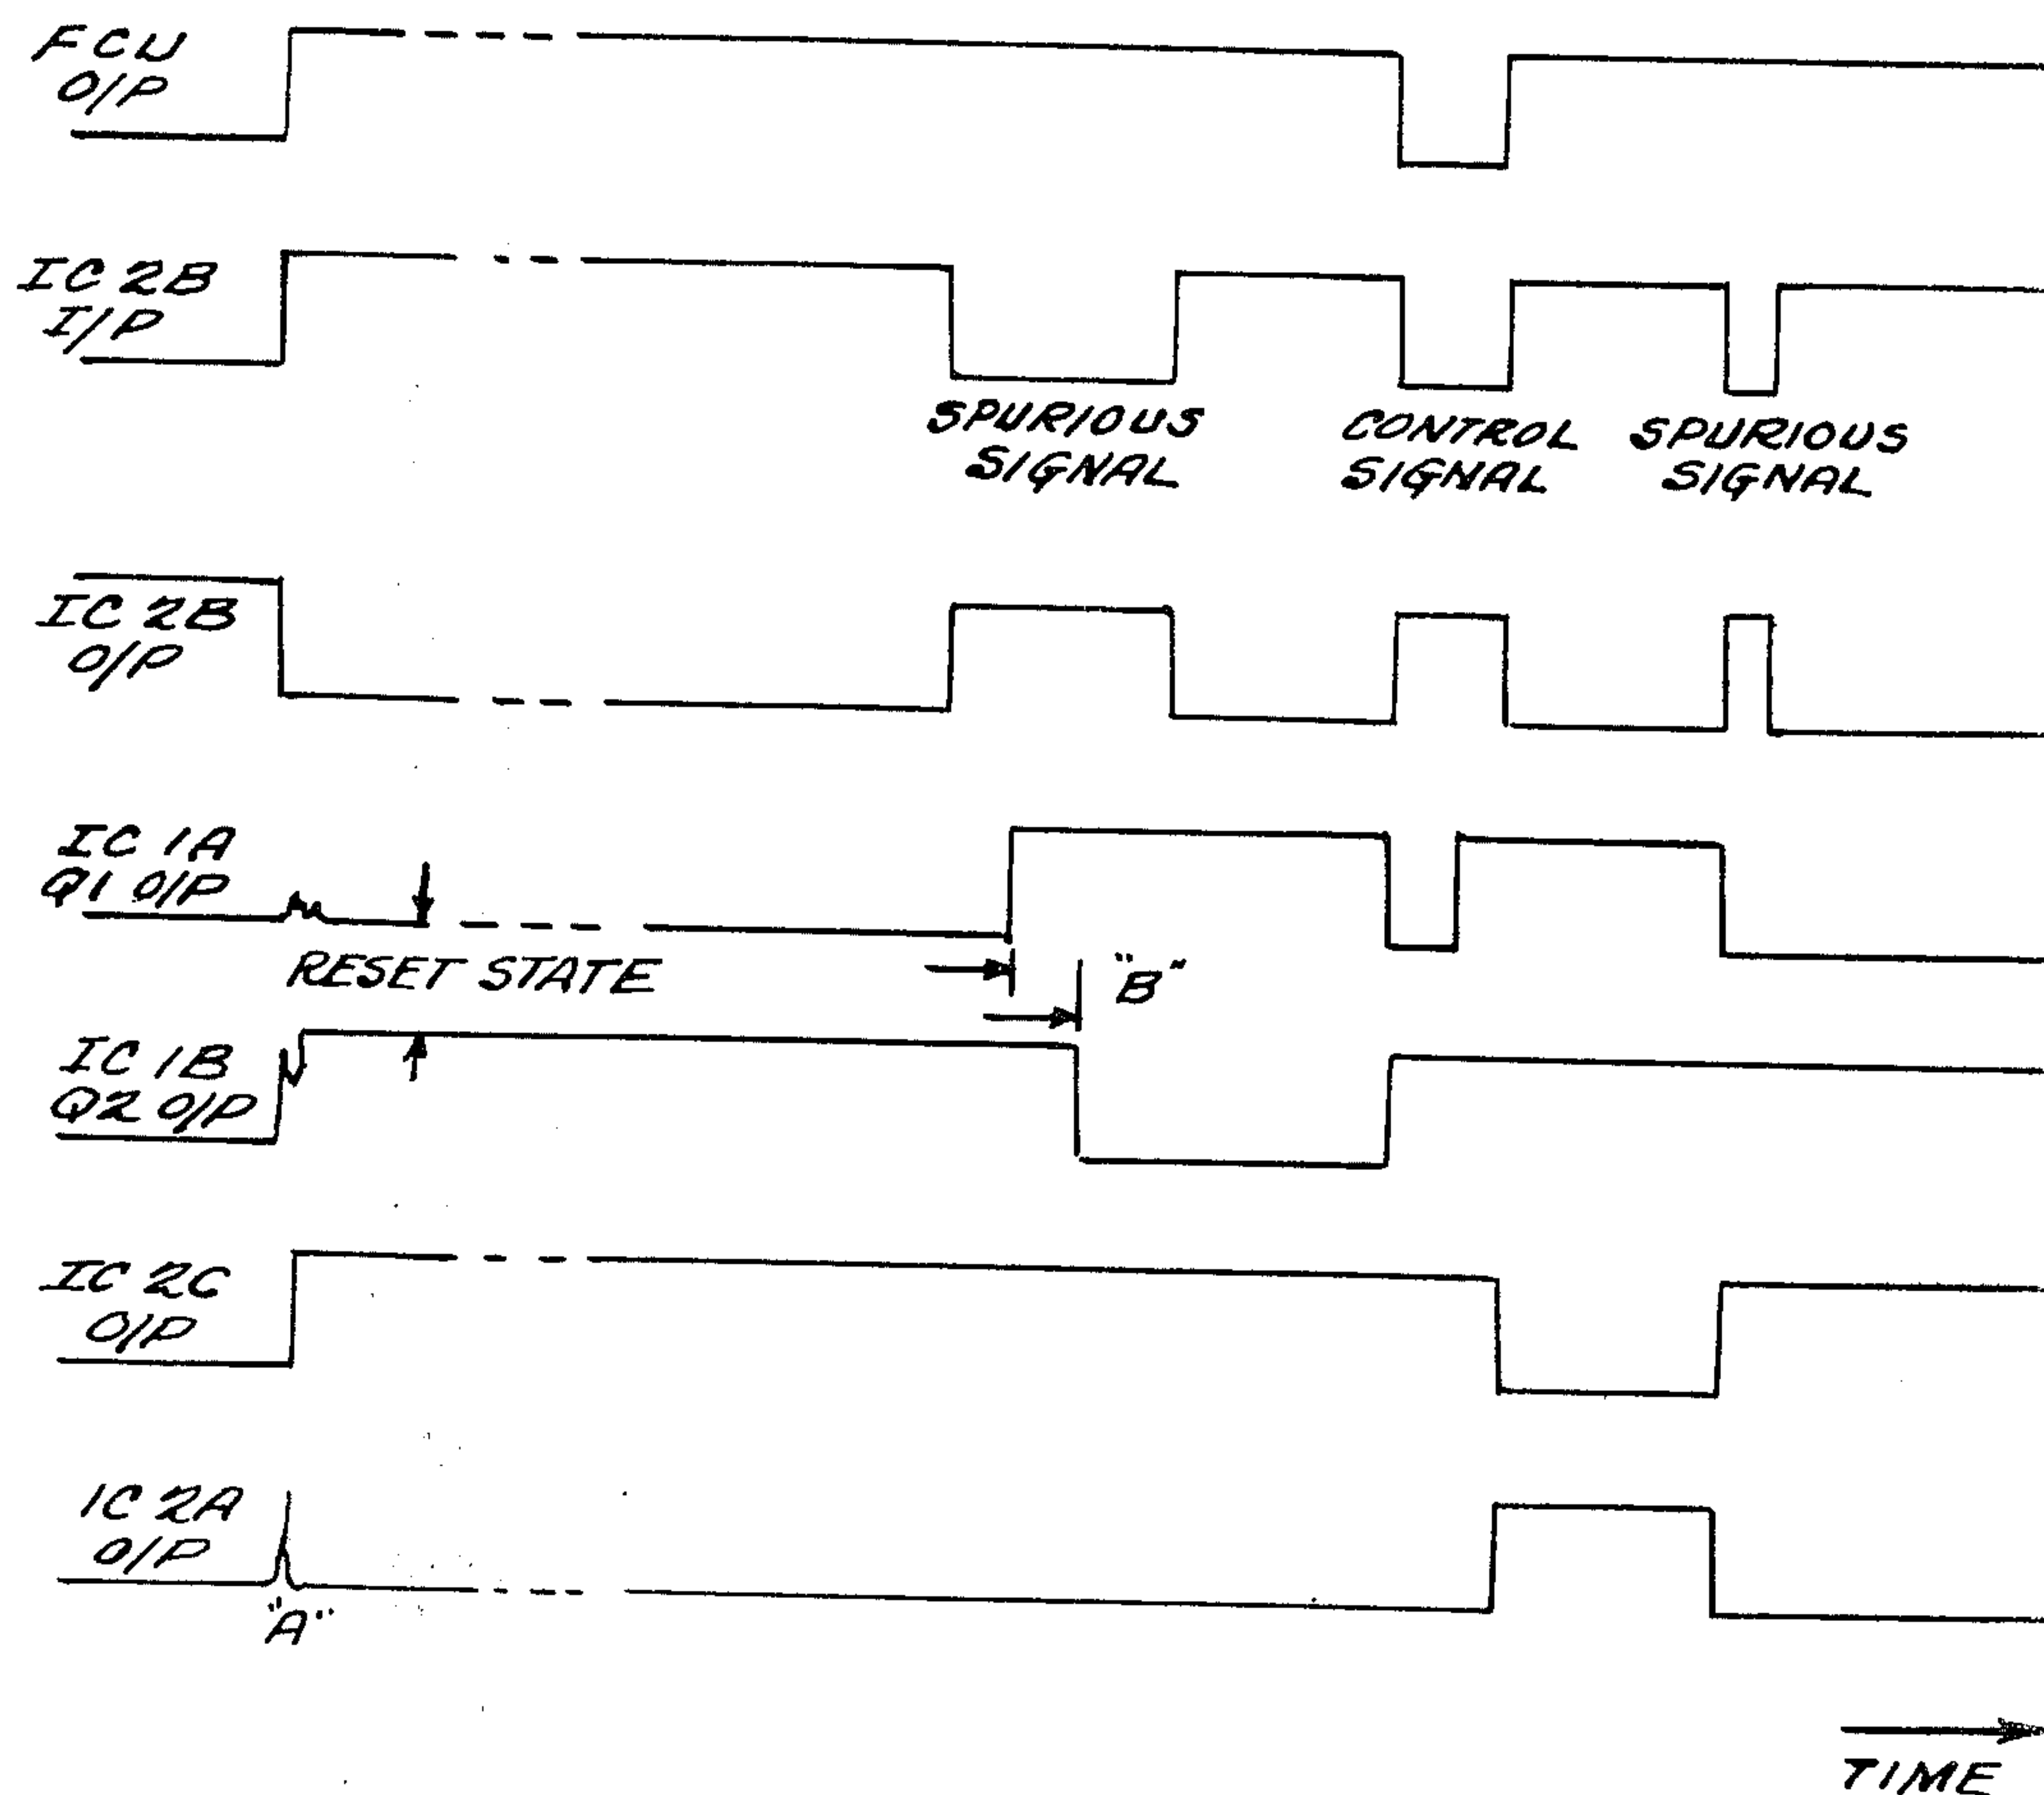 FCU
O/P
IC 2B
I/P
SPURIOUS
SIGNAL
CONTROL
SIGNAL
SPURIOUS
SIGNAL
IC 2B
O/P
IC 1A
Q1 O/P
RESET STATE
"B"
IC 1B
Q2 O/P
IC 2C
O/P
IC 2A
O/P
"A"
TIME